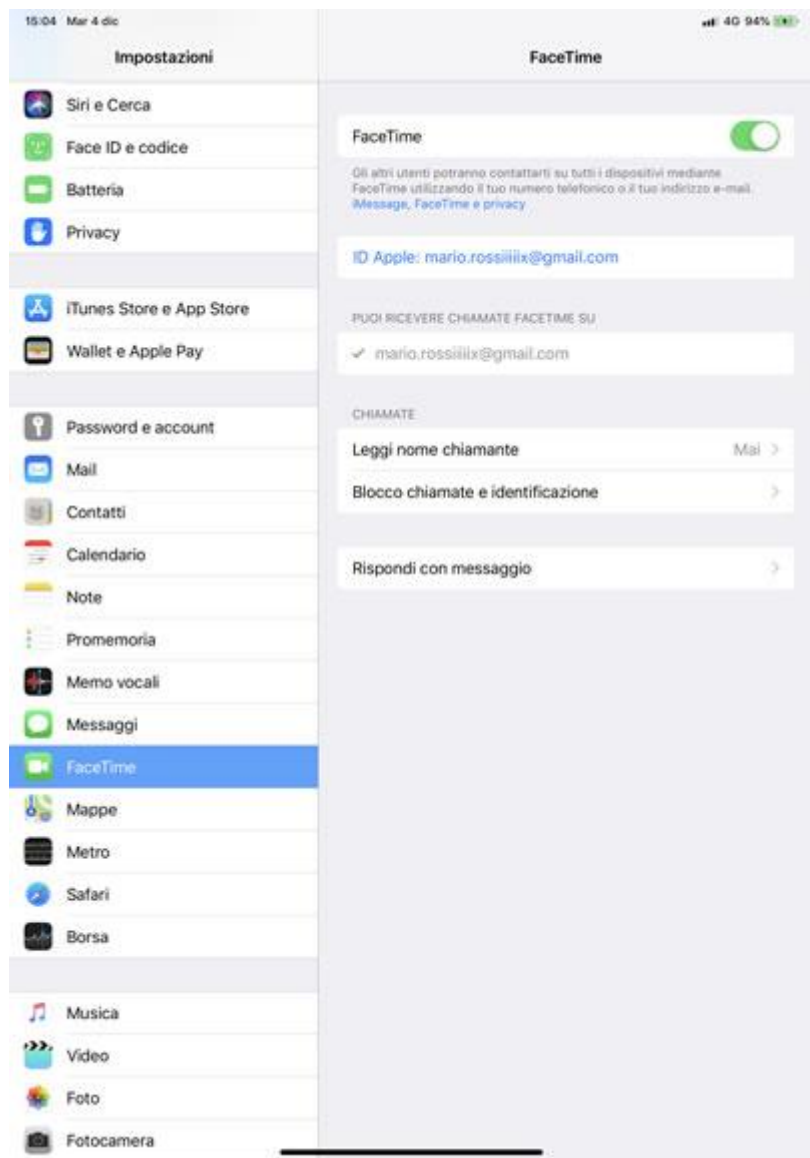 15:04 Mar 4 dic
4G 94%
Impostazioni
FaceTime
Siri e Cerca
Face ID e codice
Batteria
Privacy
iTunes Store e App Store
Wallet e Apple Pay
Password e account
Mail
Contatti
Calendario
Note
Promemoria
Memo vocali
Messaggi
FaceTime
Mappe
Metro
Safari
Borsa
Musica
Video
Foto
Fotocamera
FaceTime
Gli altri utenti potranno contattarti su tutti i dispositivi mediante
FaceTime utilizzando il tuo numero telefonico o il tuo indirizzo e-mail.
iMessage, FaceTime e privacy
ID Apple: mario.rossiiiix@gmail.com
PUOI RICEVERE CHIAMATE FACETIME SU
mario.rossiiiix@gmail.com
CHIAMATE
Leggi nome chiamante Mai
Blocco chiamate e identificazione
Rispondi con messaggio